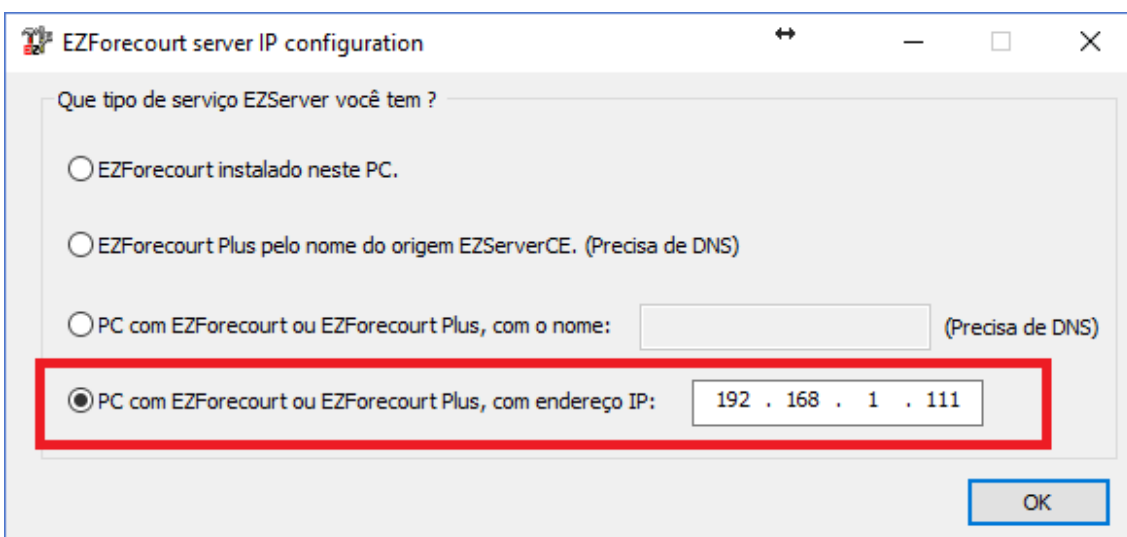 EZForecourt server IP configuration
Que tipo de serviço EZServer você tem ?
EZForecourt instalado neste PC.
EZForecourt Plus pelo nome do origem EZServerCE. (Precisa de DNS)
PC com EZForecourt ou EZForecourt Plus, com o nome: (Precisa de DNS)
PC com EZForecourt ou EZForecourt Plus, com endereço IP: 192 . 168 . 1 . 111
OK